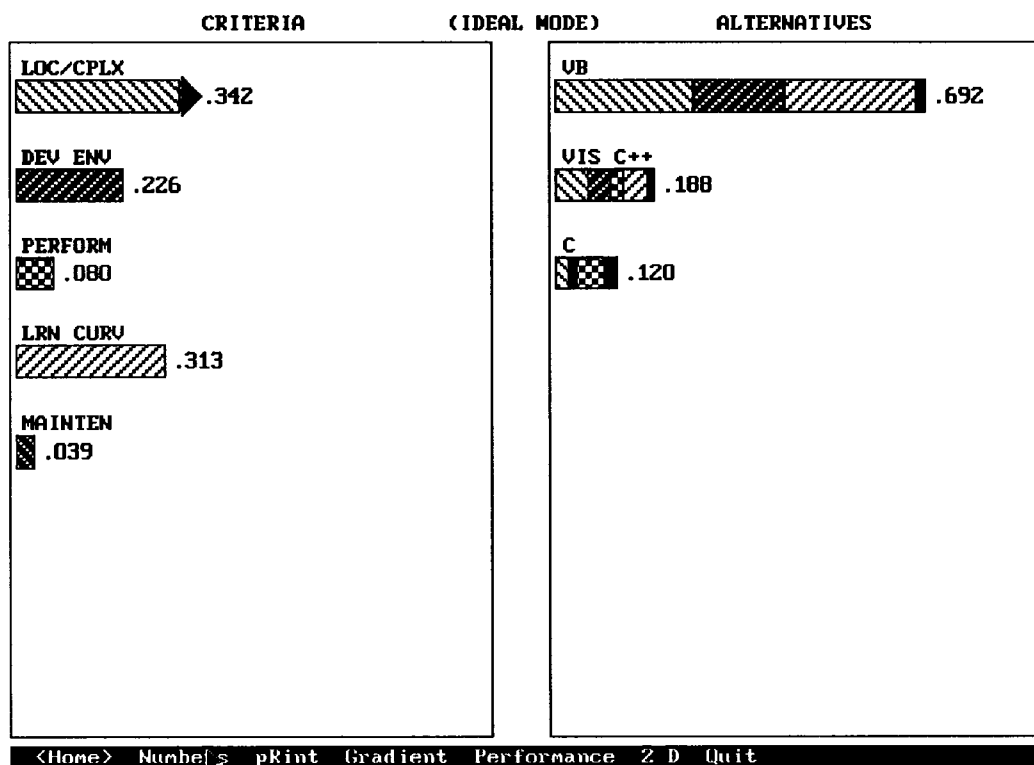 CRITERIA (IDEAL MODE) ALTERNATIVES
LOC/CPLX
.342
DEV ENV
.226
PERFORM
.080
LRN CURV
.313
MAINTEN
.039
VB
.692
VIS C++
.188
C
.120
<Home> Numbers pRint Gradient Performance 2 D Quit